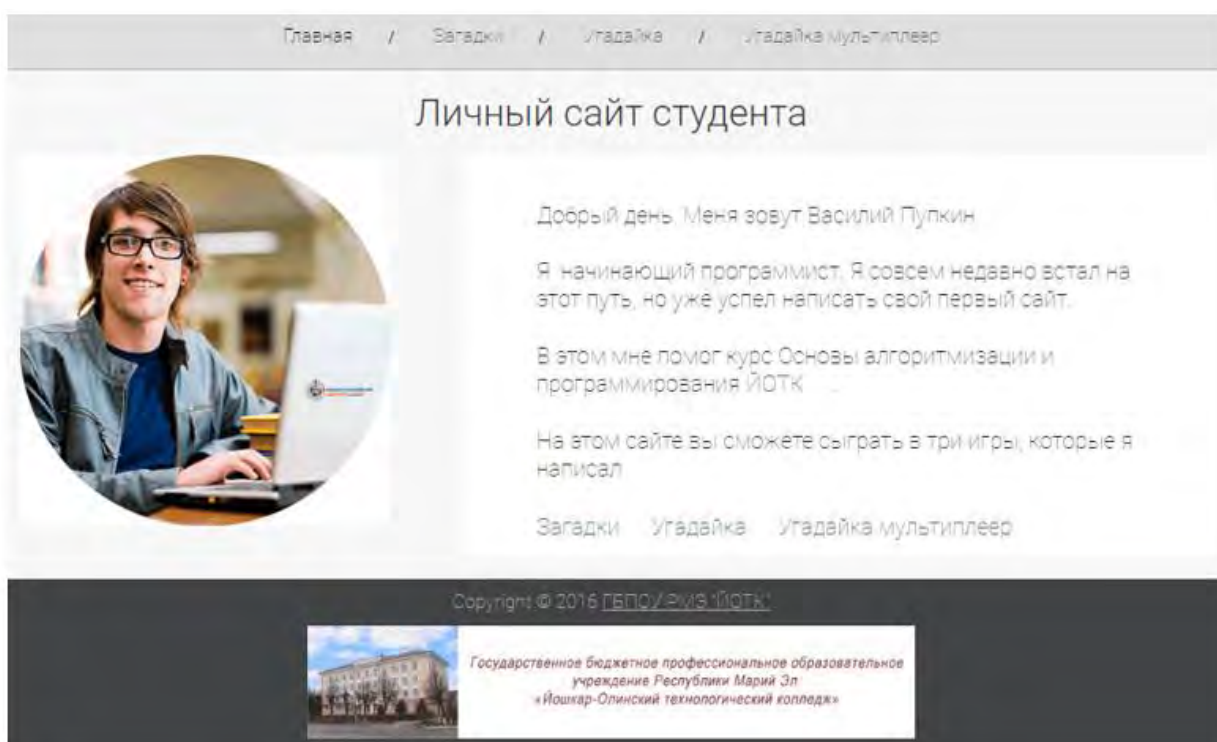 Главная / Загадки / Угадайка / Угадайка мультиплеер
Личный сайт студента
Добрый день. Меня зовут Василий Пупкин
Я начинающий программист. Я совсем недавно встал на
этот путь, но уже успел написать свой первый сайт.
В этом мне помог курс Основы алгоритмизации и
программирования ЙОТК
На этом сайте вы сможете сыграть в три игры, которые я
написал
Загадки Угадайка Угадайка мультиплеер
Copyright © 2016 ГБПОУ РМЭ "ЙОТК"
Государственное бюджетное профессиональное образовательное
учреждение Республики Марий Эл
«Йошкар-Олинский технологический колледж»